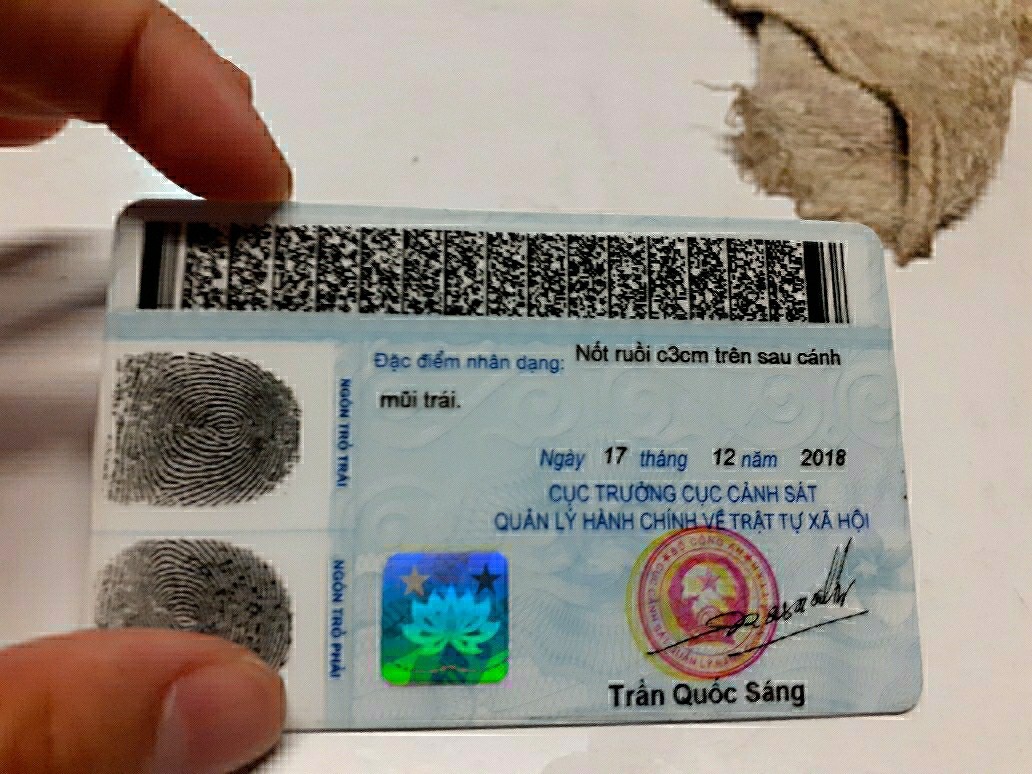 Đặc điểm nhân dạng: Nốt ruồi c3cm trên sau cánh
mũi trái.
NGÓN TRỎ TRÁI
Ngày 17 tháng 12 năm 2018
CỤC TRƯỞNG CỤC CẢNH SÁT
QUẢN LÝ HÀNH CHÍNH VỀ TRẬT TỰ XÃ HỘI
NGÓN TRỎ PHẢI
Trần Quốc Sáng